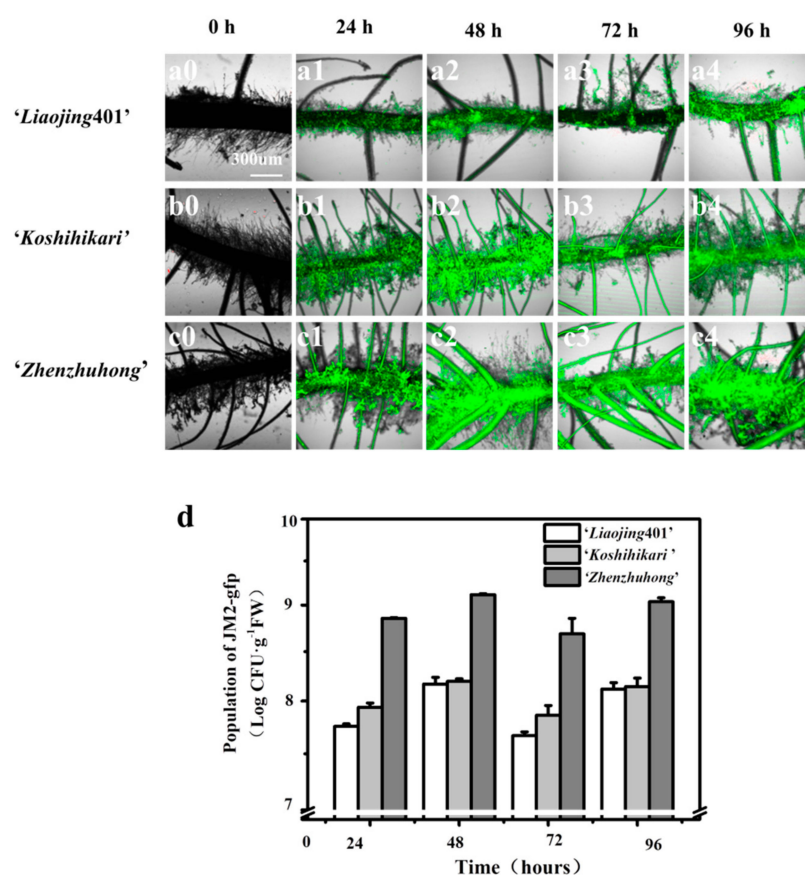 0 h 24 h 48 h 72 h 96 h
‘Liaojing401’
a0 a1 a2 a3 a4
300um
‘Koshihikari’
b0 b1 b2 b3 b4
‘Zhenzhuhong’
c0 c1 c2 c3 c4
d
Population of JM2-gfp
（Log CFU·g⁻¹FW）
10
9
8
7
‘Liaojing401’
‘Koshihikari ’
‘Zhenzhuhong’
0 24 48 72 96
Time（hours）